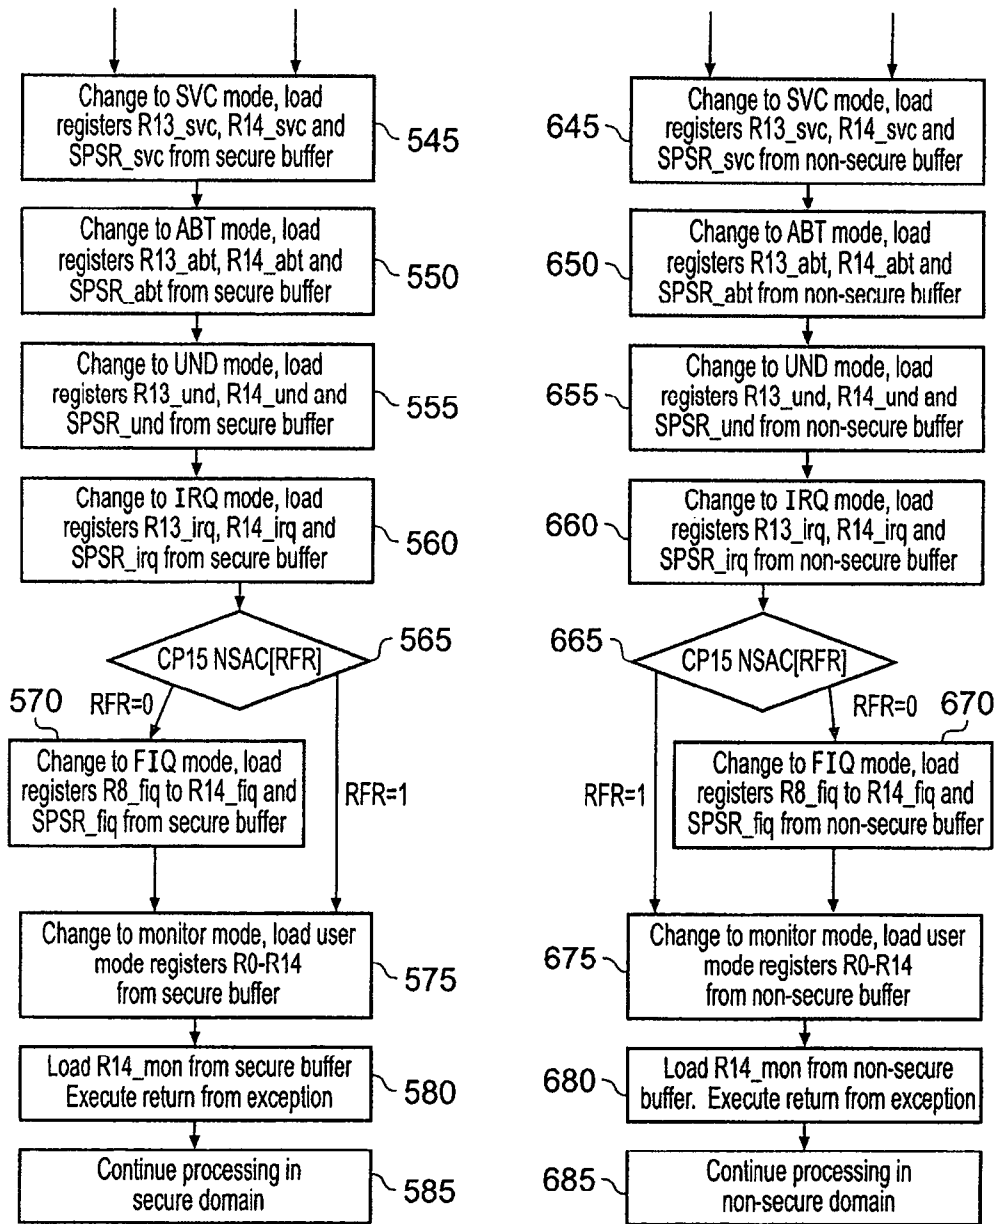 Change to SVC mode, load
registers R13_svc, R14_svc and
SPSR_svc from secure buffer
545
Change to ABT mode, load
registers R13_abt, R14_abt and
SPSR_abt from secure buffer
550
Change to UND mode, load
registers R13_und, R14_und and
SPSR_und from secure buffer
555
Change to IRQ mode, load
registers R13_irq, R14_irq and
SPSR_irq from secure buffer
560
CP15 NSAC[RFR]
565
570
RFR=0
Change to FIQ mode, load
registers R8_fiq to R14_fiq and
SPSR_fiq from secure buffer
RFR=1
Change to monitor mode, load user
mode registers R0-R14
from secure buffer
575
Load R14_mon from secure buffer
Execute return from exception
580
Continue processing in
secure domain
585
Change to SVC mode, load
registers R13_svc, R14_svc and
SPSR_svc from non-secure buffer
645
Change to ABT mode, load
registers R13_abt, R14_abt and
SPSR_abt from non-secure buffer
650
Change to UND mode, load
registers R13_und, R14_und and
SPSR_und from non-secure buffer
655
Change to IRQ mode, load
registers R13_irq, R14_irq and
SPSR_irq from non-secure buffer
660
CP15 NSAC[RFR]
665
RFR=0
670
Change to FIQ mode, load
registers R8_fiq to R14_fiq and
SPSR_fiq from non-secure buffer
RFR=1
Change to monitor mode, load user
mode registers R0-R14
from non-secure buffer
675
Load R14_mon from non-secure
buffer. Execute return from exception
680
Continue processing in
non-secure domain
685